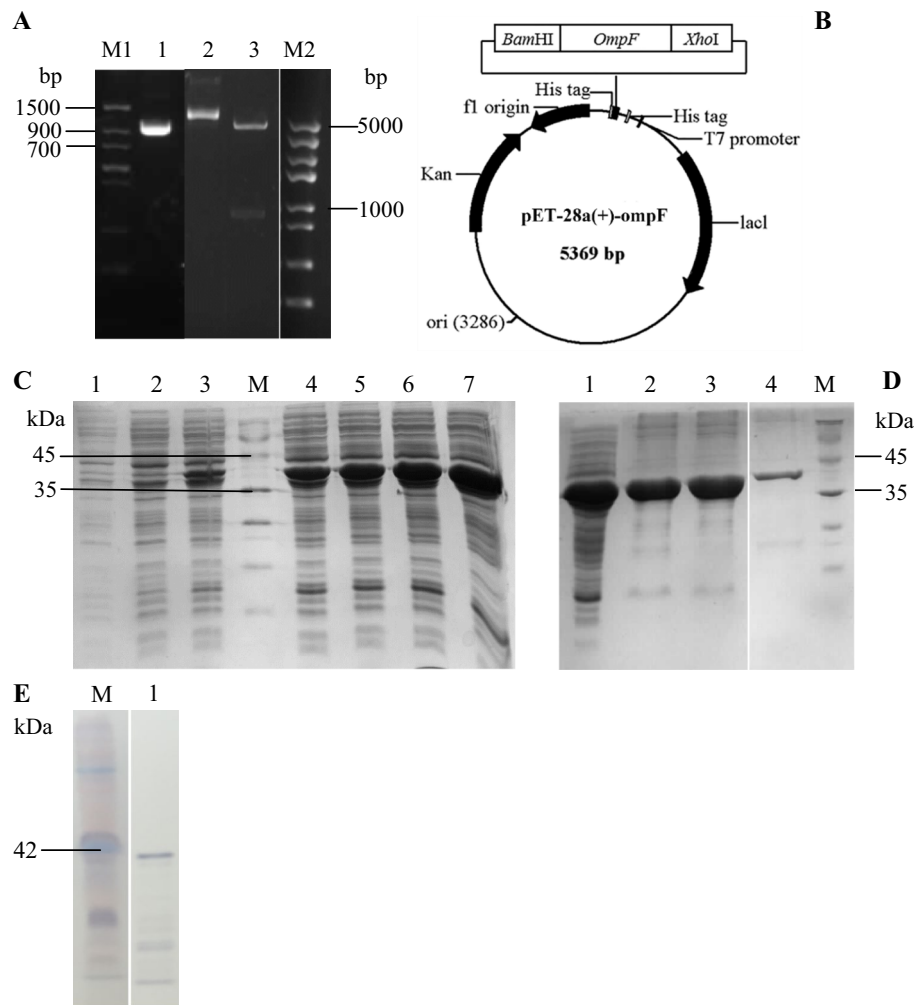 A
B
M1 1 2 3 M2
bp
bp
1500
900
700
5000
1000
BamHI OmpF XhoI
His tag
f1 origin
His tag
T7 promoter
Kan
lacI
pET-28a(+)-ompF
5369 bp
ori (3286)
C
1 2 3 M 4 5 6 7
kDa
45
35
D
1 2 3 4 M
kDa
45
35
E
M 1
kDa
42